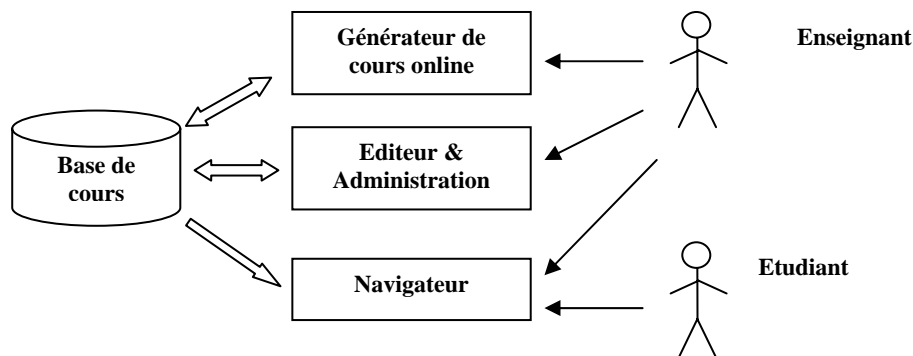 Générateur de
cours online
Enseignant
Base de
cours
Editeur &
Administration
Navigateur
Etudiant